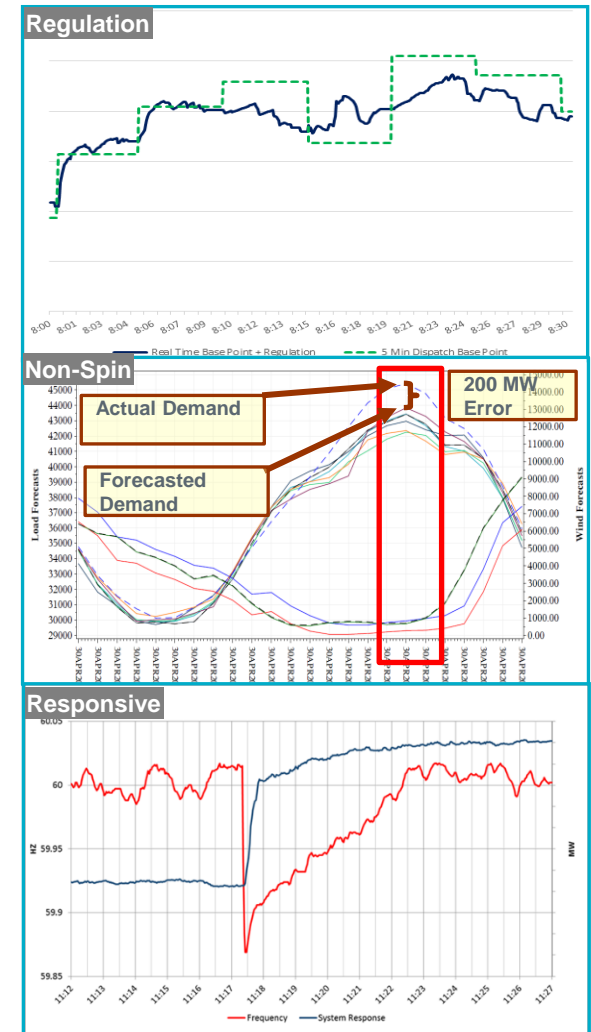 Regulation
8:00 8:01 8:03 8:04 8:06 8:07 8:09 8:10 8:12 8:13 8:15 8:16 8:18 8:19 8:21 8:23 8:24 8:26 8:27 8:29 8:30
Real Time Base Point + Regulation 5 Min Dispatch Base Point
Non-Spin
Actual Demand
200 MW
Error
Forecasted
Demand
Load Forecasts
45000
44000
43000
42000
41000
40000
39000
38000
37000
36000
35000
34000
33000
32000
31000
30000
29000
14000.00
13000.00
12000.00
11000.00
10000.00
9000.00
8000.00
7000.00
6000.00
5000.00
4000.00
3000.00
2000.00
1000.00
0.00
Wind Forecasts
Responsive
60.05
60
59.95
59.9
59.85
HZ
MW
11:12 11:13 11:14 11:15 11:16 11:17 11:18 11:19 11:20 11:21 11:22 11:23 11:24 11:25 11:26 11:27
Frequency System Response